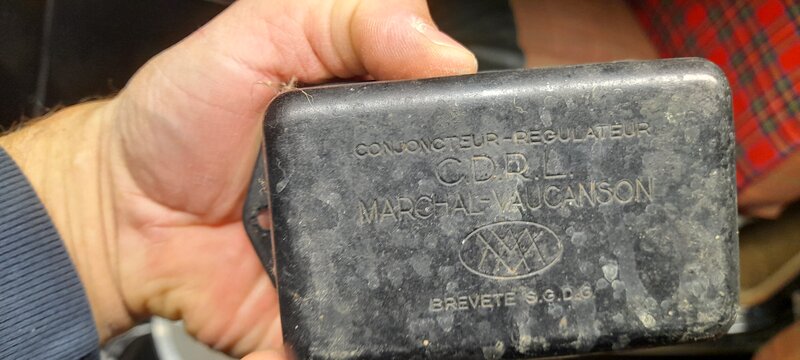 CONJONCTEUR-REGULATEUR
C.D.R.L.
MARCHAL-VAUCANSON
BREVETE S.G.D.G.